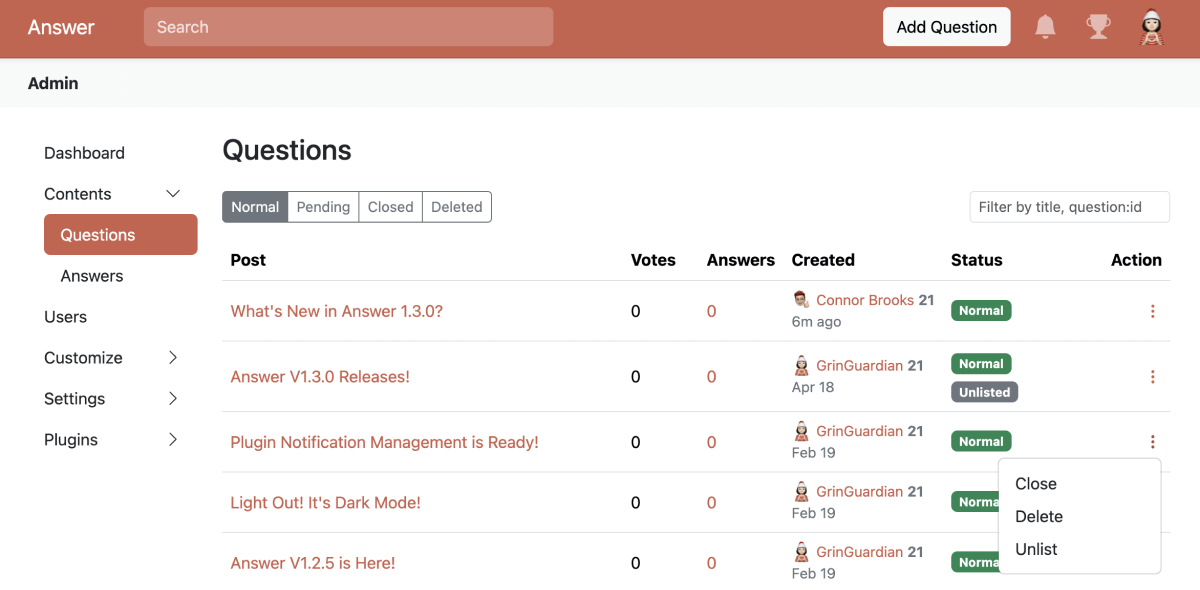 Answer
Search
Add Question
Admin
Dashboard
Contents
Questions
Answers
Users
Customize
Settings
Plugins
Questions
Normal Pending Closed Deleted
Filter by title, question:id
Post Votes Answers Created Status Action
What's New in Answer 1.3.0? 0 0 Connor Brooks 21 Normal
6m ago
Answer V1.3.0 Releases! 0 0 GrinGuardian 21 Normal
Apr 18 Unlisted
Plugin Notification Management is Ready! 0 0 GrinGuardian 21 Normal
Feb 19
Light Out! It's Dark Mode! 0 0 GrinGuardian 21 Norma
Feb 19
Answer V1.2.5 is Here! 0 0 GrinGuardian 21 Norma
Feb 19
Close
Delete
Unlist